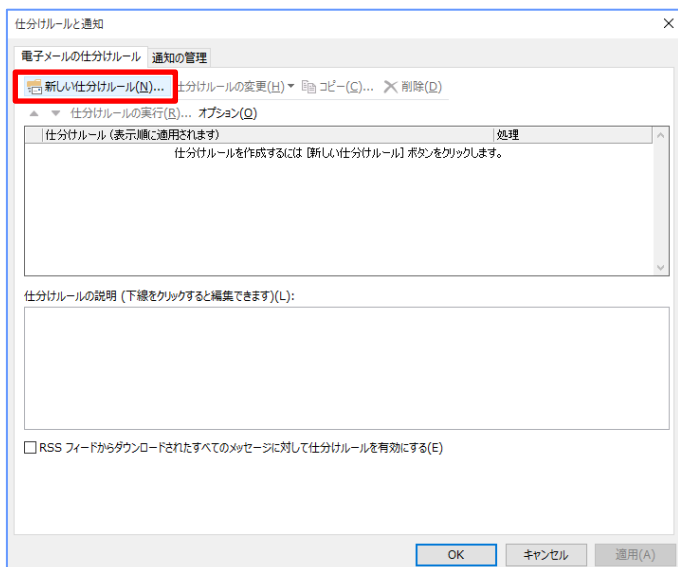 仕分けルールと通知
電子メールの仕分けルール 通知の管理
新しい仕分けルール(N)... 仕分けルールの変更(H) コピー(C)... 削除(D)
仕分けルールの実行(R)... オプション(O)
仕分けルール (表示順に適用されます) 処理
仕分けルールを作成するには [新しい仕分けルール] ボタンをクリックします。
仕分けルールの説明 (下線をクリックすると編集できます)(L):
RSS フィードからダウンロードされたすべてのメッセージに対して仕分けルールを有効にする(E)
OK キャンセル 適用(A)